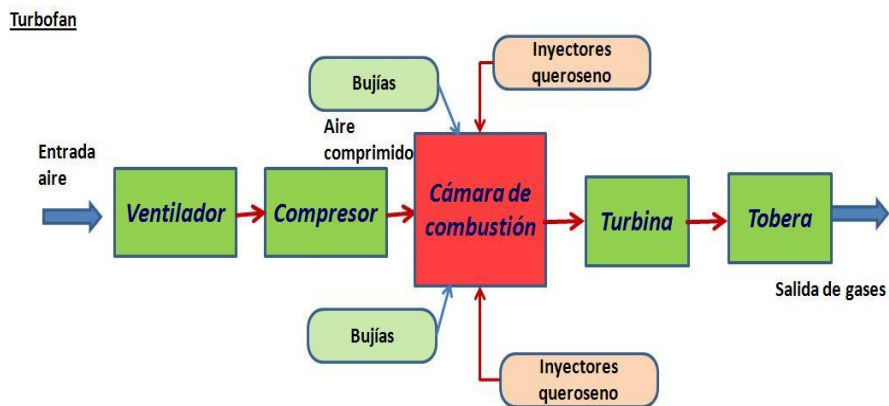 Turbofan
Inyectores
queroseno
Bujías
Aire
comprimido
Entrada
aire
Ventilador
Compresor
Cámara de
combustión
Turbina
Tobera
Salida de gases
Bujías
Inyectores
queroseno